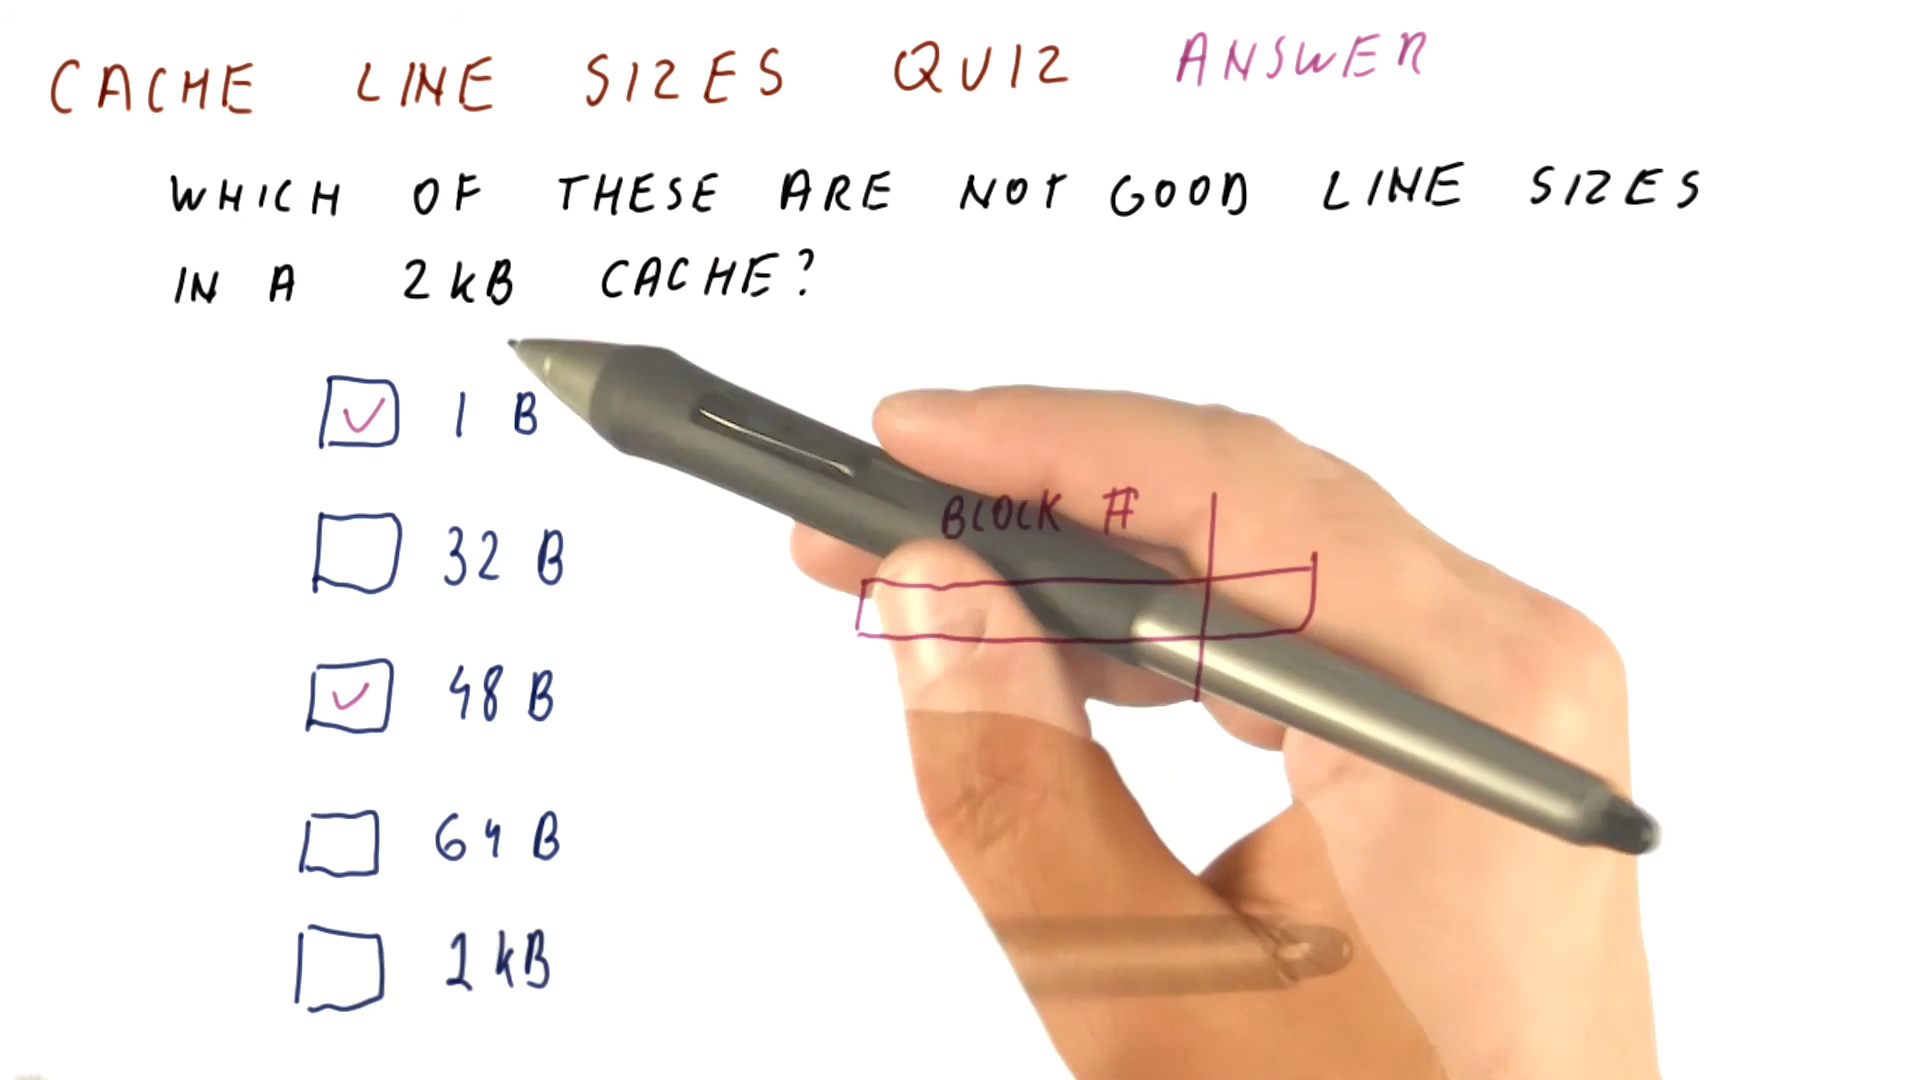 CACHE LINE SIZES QUIZ ANSWER
WHICH OF THESE ARE NOT GOOD LINE SIZES
IN A 2kB CACHE?
1 B
32 B
BLOCK #
48 B
64 B
1 kB